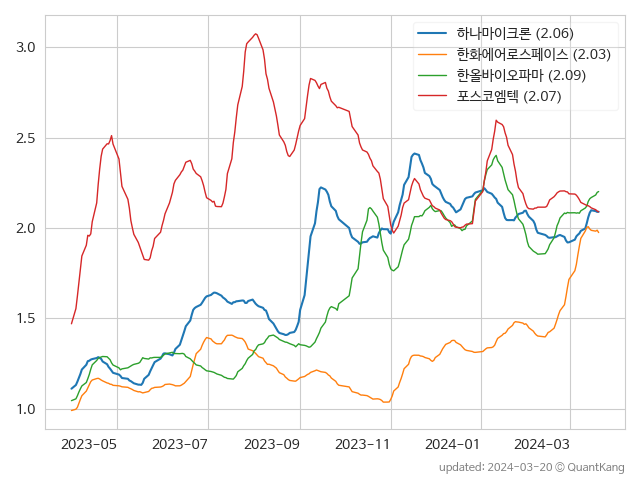 하나마이크론 (2.06)
한화에어로스페이스 (2.03)
한올바이오파마 (2.09)
포스코엠텍 (2.07)
3.0
2.5
2.0
1.5
1.0
2023-05 2023-07 2023-09 2023-11 2024-01 2024-03
updated: 2024-03-20 © QuantKang